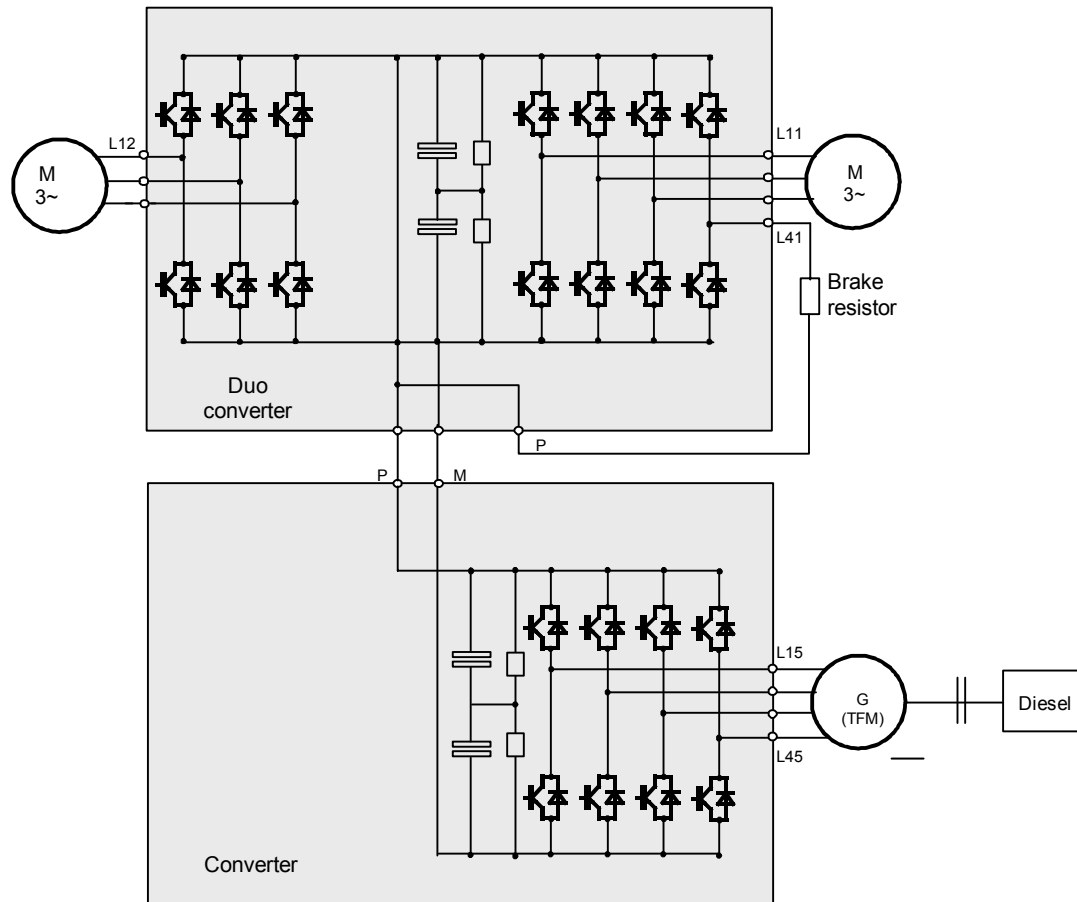 L12
L11
M
3~
M
3~
L41
Brake
resistor
Duo
converter
P
P
M
L15
G
(TFM)
Diesel
L45
Converter